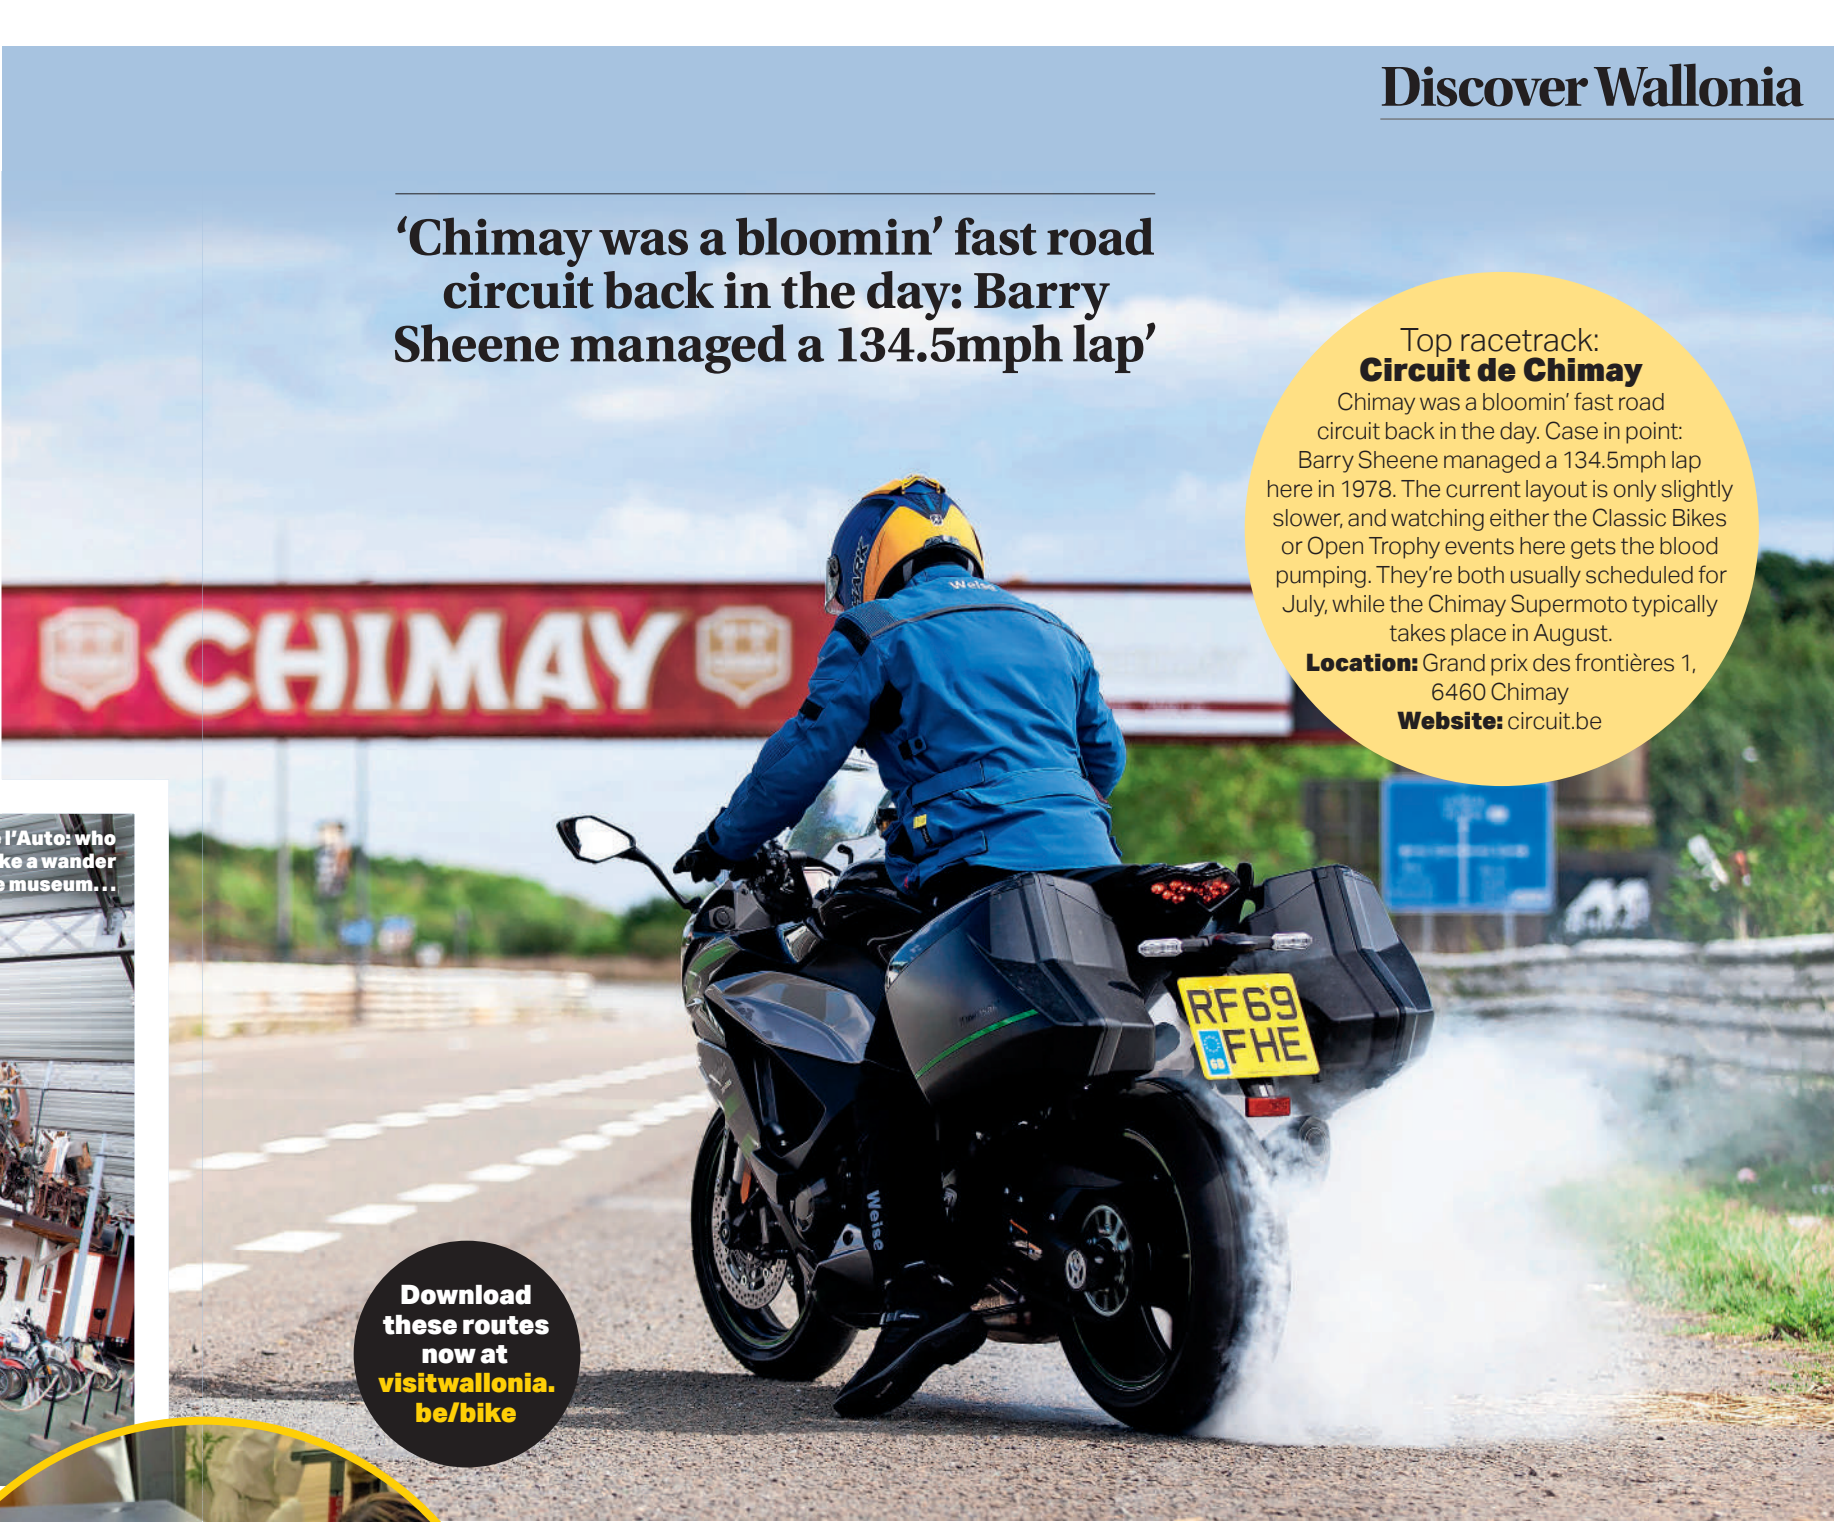 Discover Wallonia
‘Chimay was a bloomin’ fast road
circuit back in the day: Barry
Sheene managed a 134.5mph lap’
Top racetrack:
Circuit de Chimay
Chimay was a bloomin’ fast road
circuit back in the day. Case in point:
Barry Sheene managed a 134.5mph lap
here in 1978. The current layout is only slightly
slower, and watching either the Classic Bikes
or Open Trophy events here gets the blood
pumping. They’re both usually scheduled for
July, while the Chimay Supermoto typically
takes place in August.
Location: Grand prix des frontières 1,
6460 Chimay
Website: circuit.be
CHIMAY
Weise
l’Auto: who
ke a wander
e museum...
RF69
FHE
GB
Weise
Download
these routes
now at
visitwallonia.
be/bike